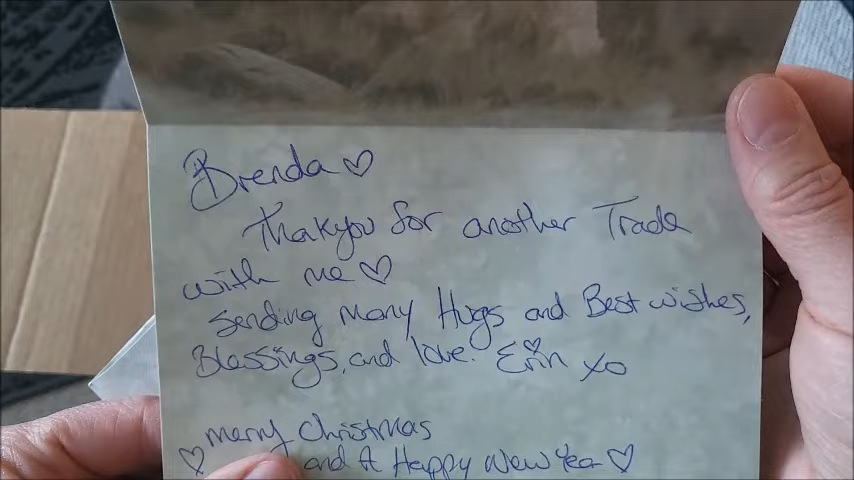 Brenda ♡
Thakyou for another Trade
with me ♡
Sending many Hugs and Best wishes,
Blessings, and love. Erin xo
merry Christmas
♡ and A Happy New Year ♡